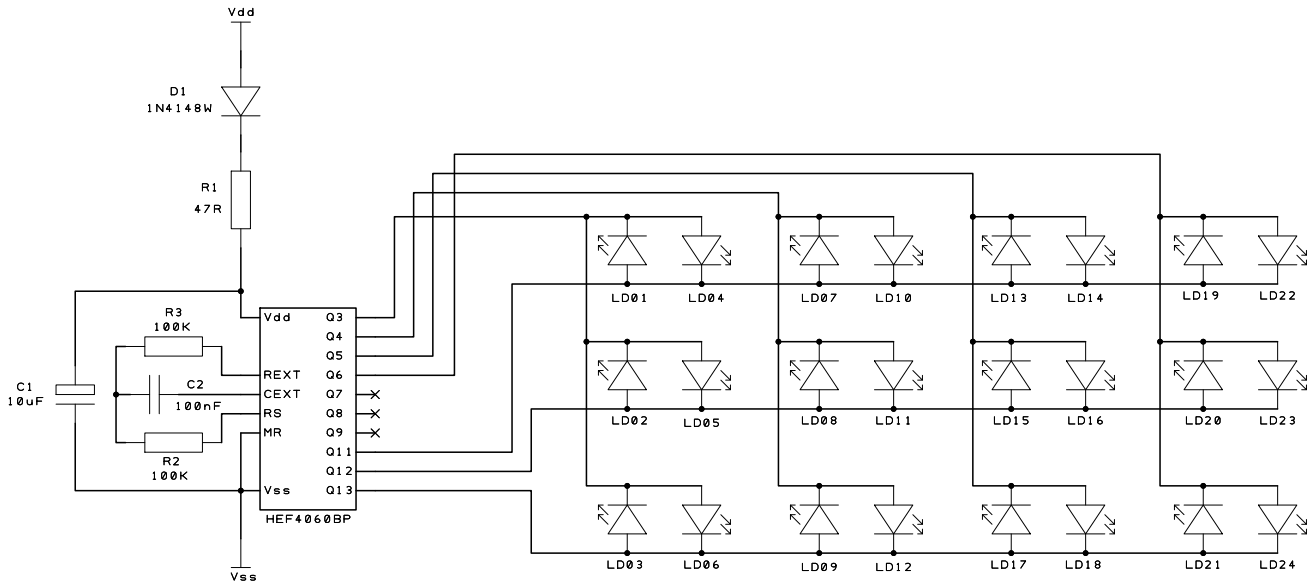 Vdd
D1
1N4148W
R1
47R
R3
100K
C1
10uF
C2
100nF
R2
100K
Vdd
REXT
CEXT
RS
MR
Vss
Q3
Q4
Q5
Q6
Q7
Q8
Q9
Q11
Q12
Q13
HEF4060BP
Vss
LD01 LD04 LD07 LD10 LD13 LD14 LD19 LD22
LD02 LD05 LD08 LD11 LD15 LD16 LD20 LD23
LD03 LD06 LD09 LD12 LD17 LD18 LD21 LD24